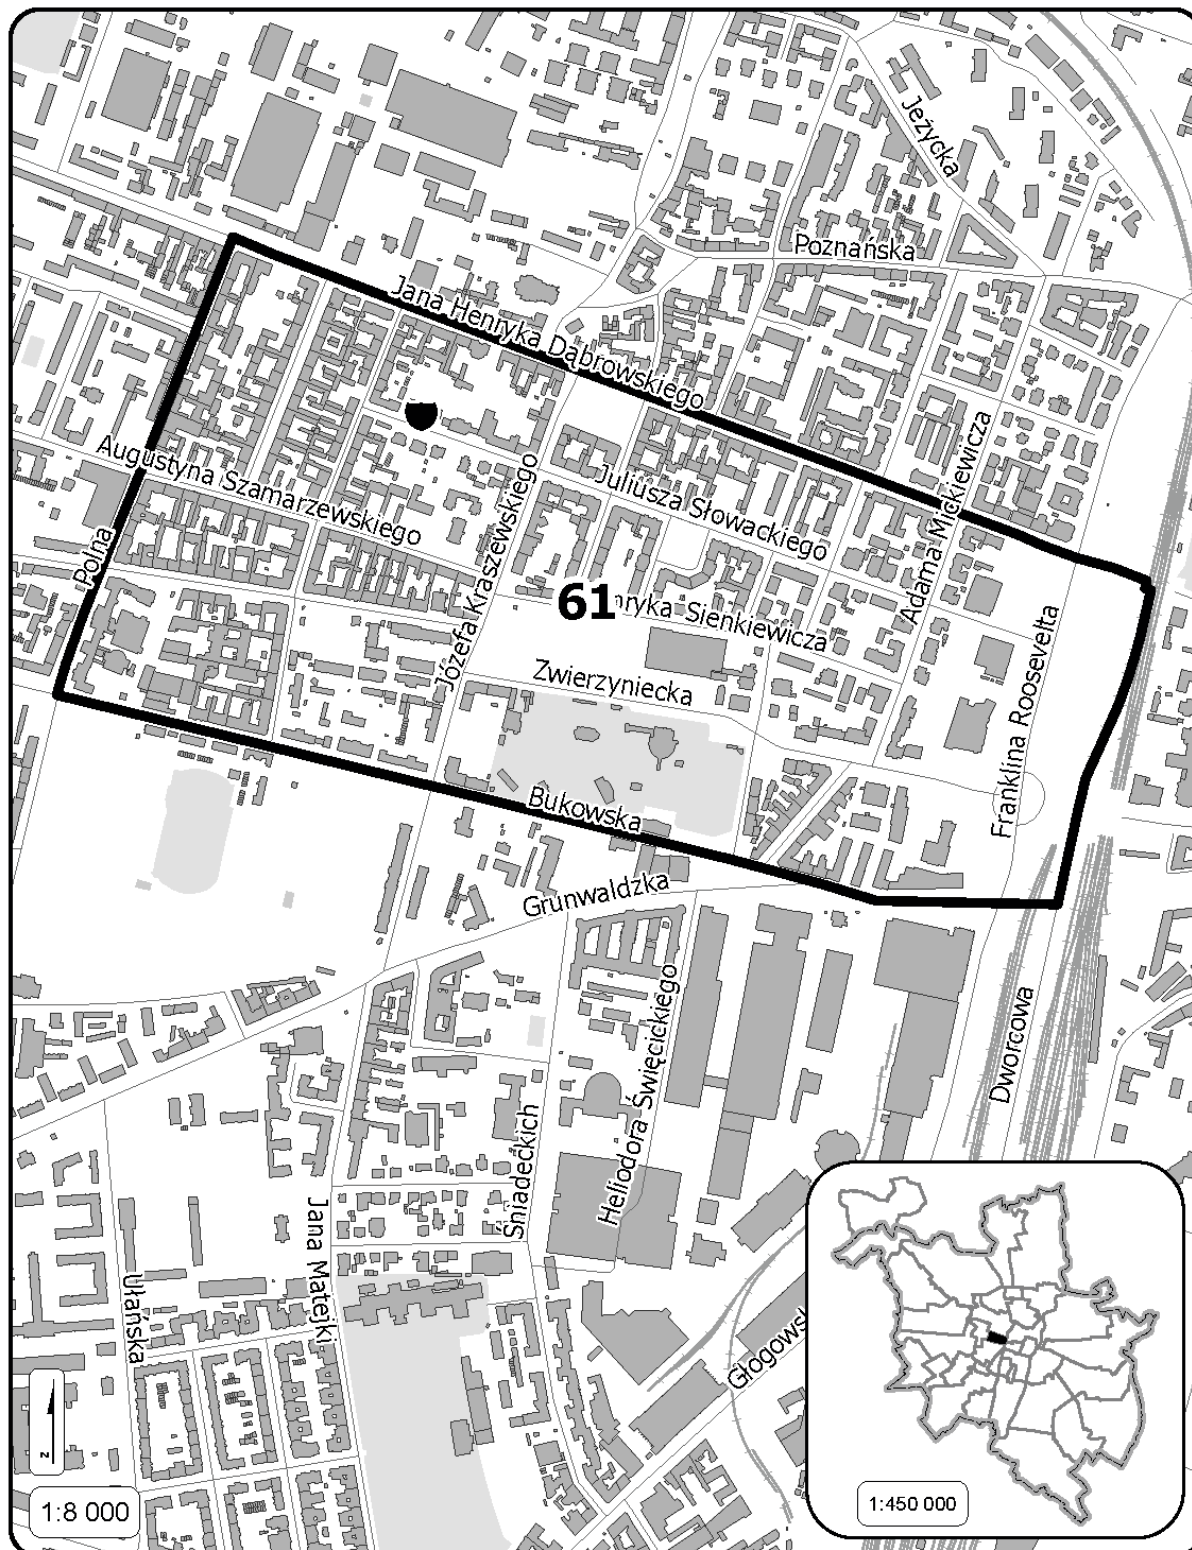 Jeżycka
Poznańska
Jana Henryka Dąbrowskiego
Adama Mickiewicza
Augustyna Szamarzewskiego
Juliusza Słowackiego
Józefa Kraszewskiego
Polna
61
nryka Sienkiewicza
Zwierzyniecka
Franklina Roosevelta
Bukowska
Grunwaldzka
Heliodora Święcickiego
Dworcowa
Śniadeckich
Jana Matejki
Ułańska
Głogowsk
N
1:8 000
1:450 000